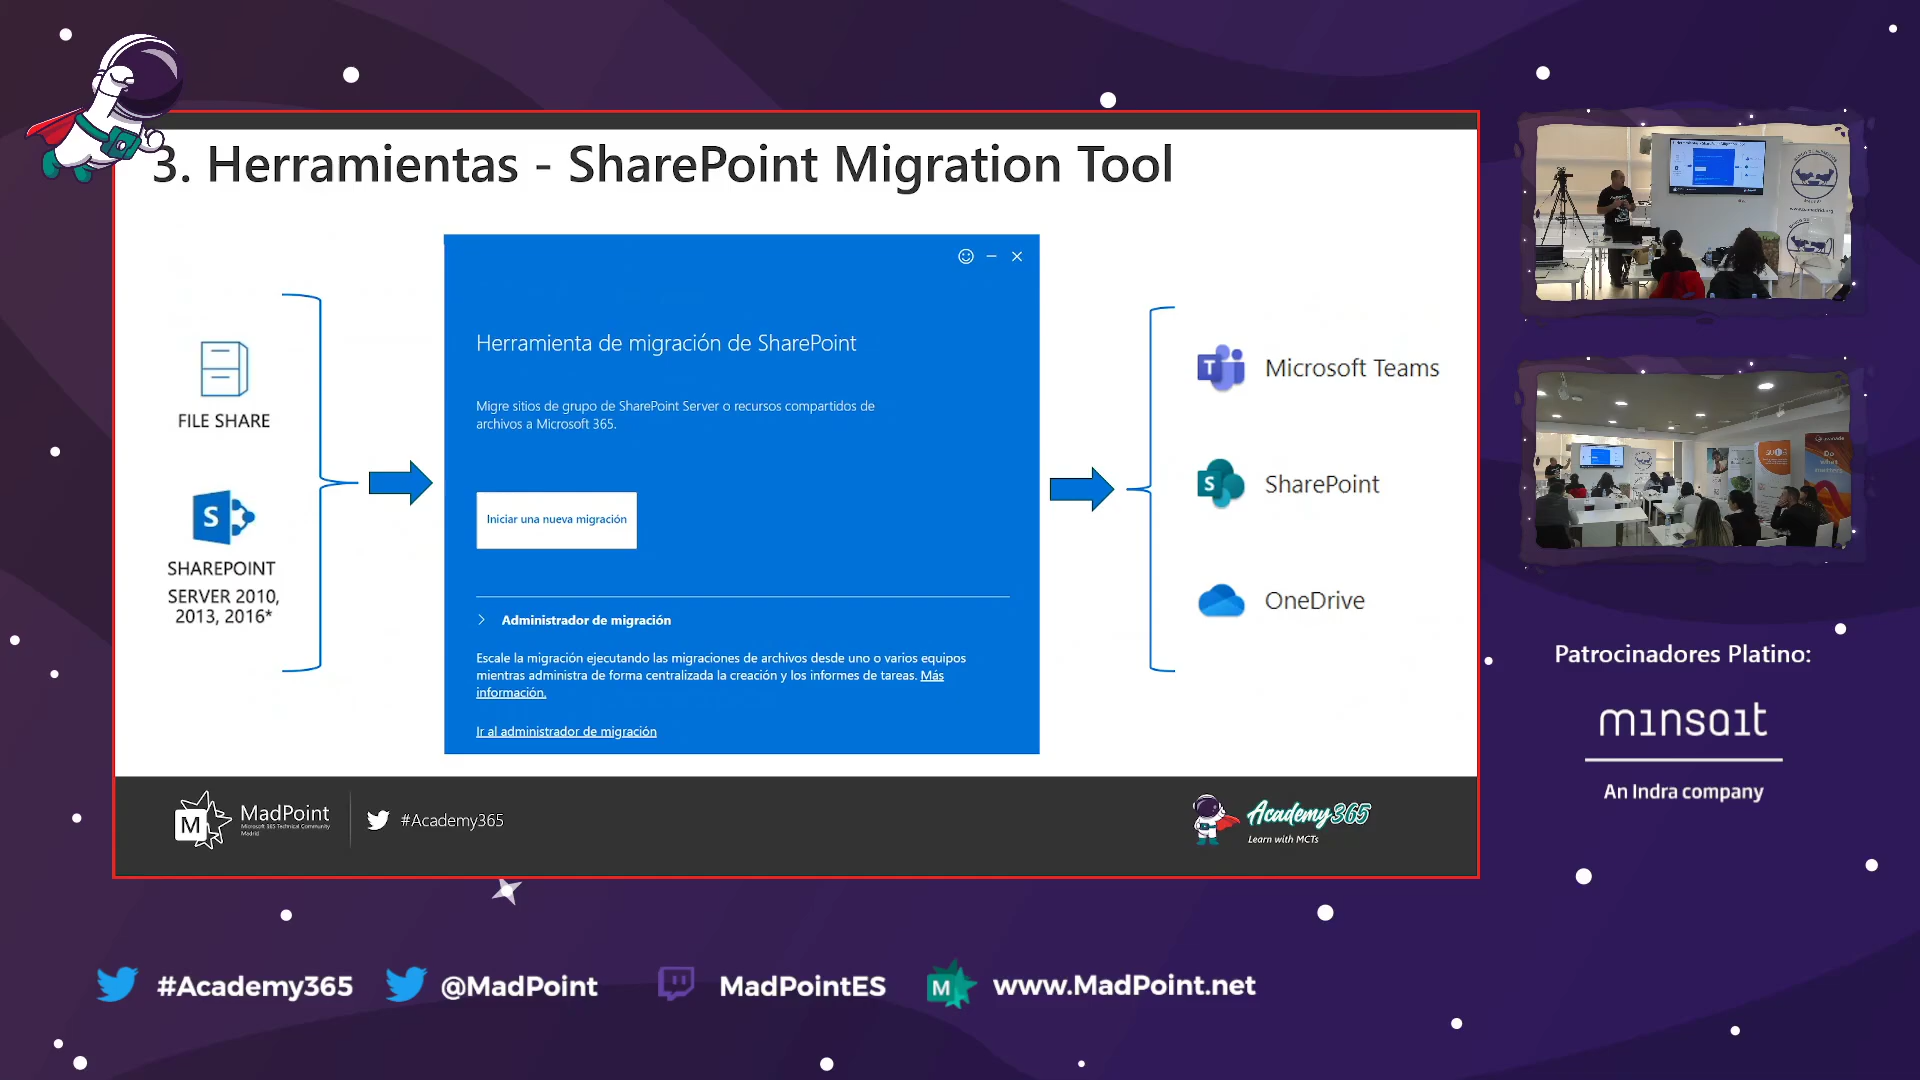 3. Herramientas - SharePoint Migration Tool
FILE SHARE
SHAREPOINT
SERVER 2010,
2013, 2016*
Herramienta de migración de SharePoint
Migre sitios de grupo de SharePoint Server o recursos compartidos de
archivos a Microsoft 365.
Iniciar una nueva migración
Administrador de migración
Escale la migración ejecutando las migraciones de archivos desde uno o varios equipos
mientras administra de forma centralizada la creación y los informes de tareas. Más
información.
Ir al administrador de migración
T
Microsoft Teams
S
SharePoint
OneDrive
S
M
MadPoint
Microsoft 365 Technical Community
Madrid
#Academy365
Academy365
Learn with MCTs
Patrocinadores Platino:
minsait
An Indra company
Do
what
matters
#Academy365
@MadPoint
MadPointES
M
www.MadPoint.net